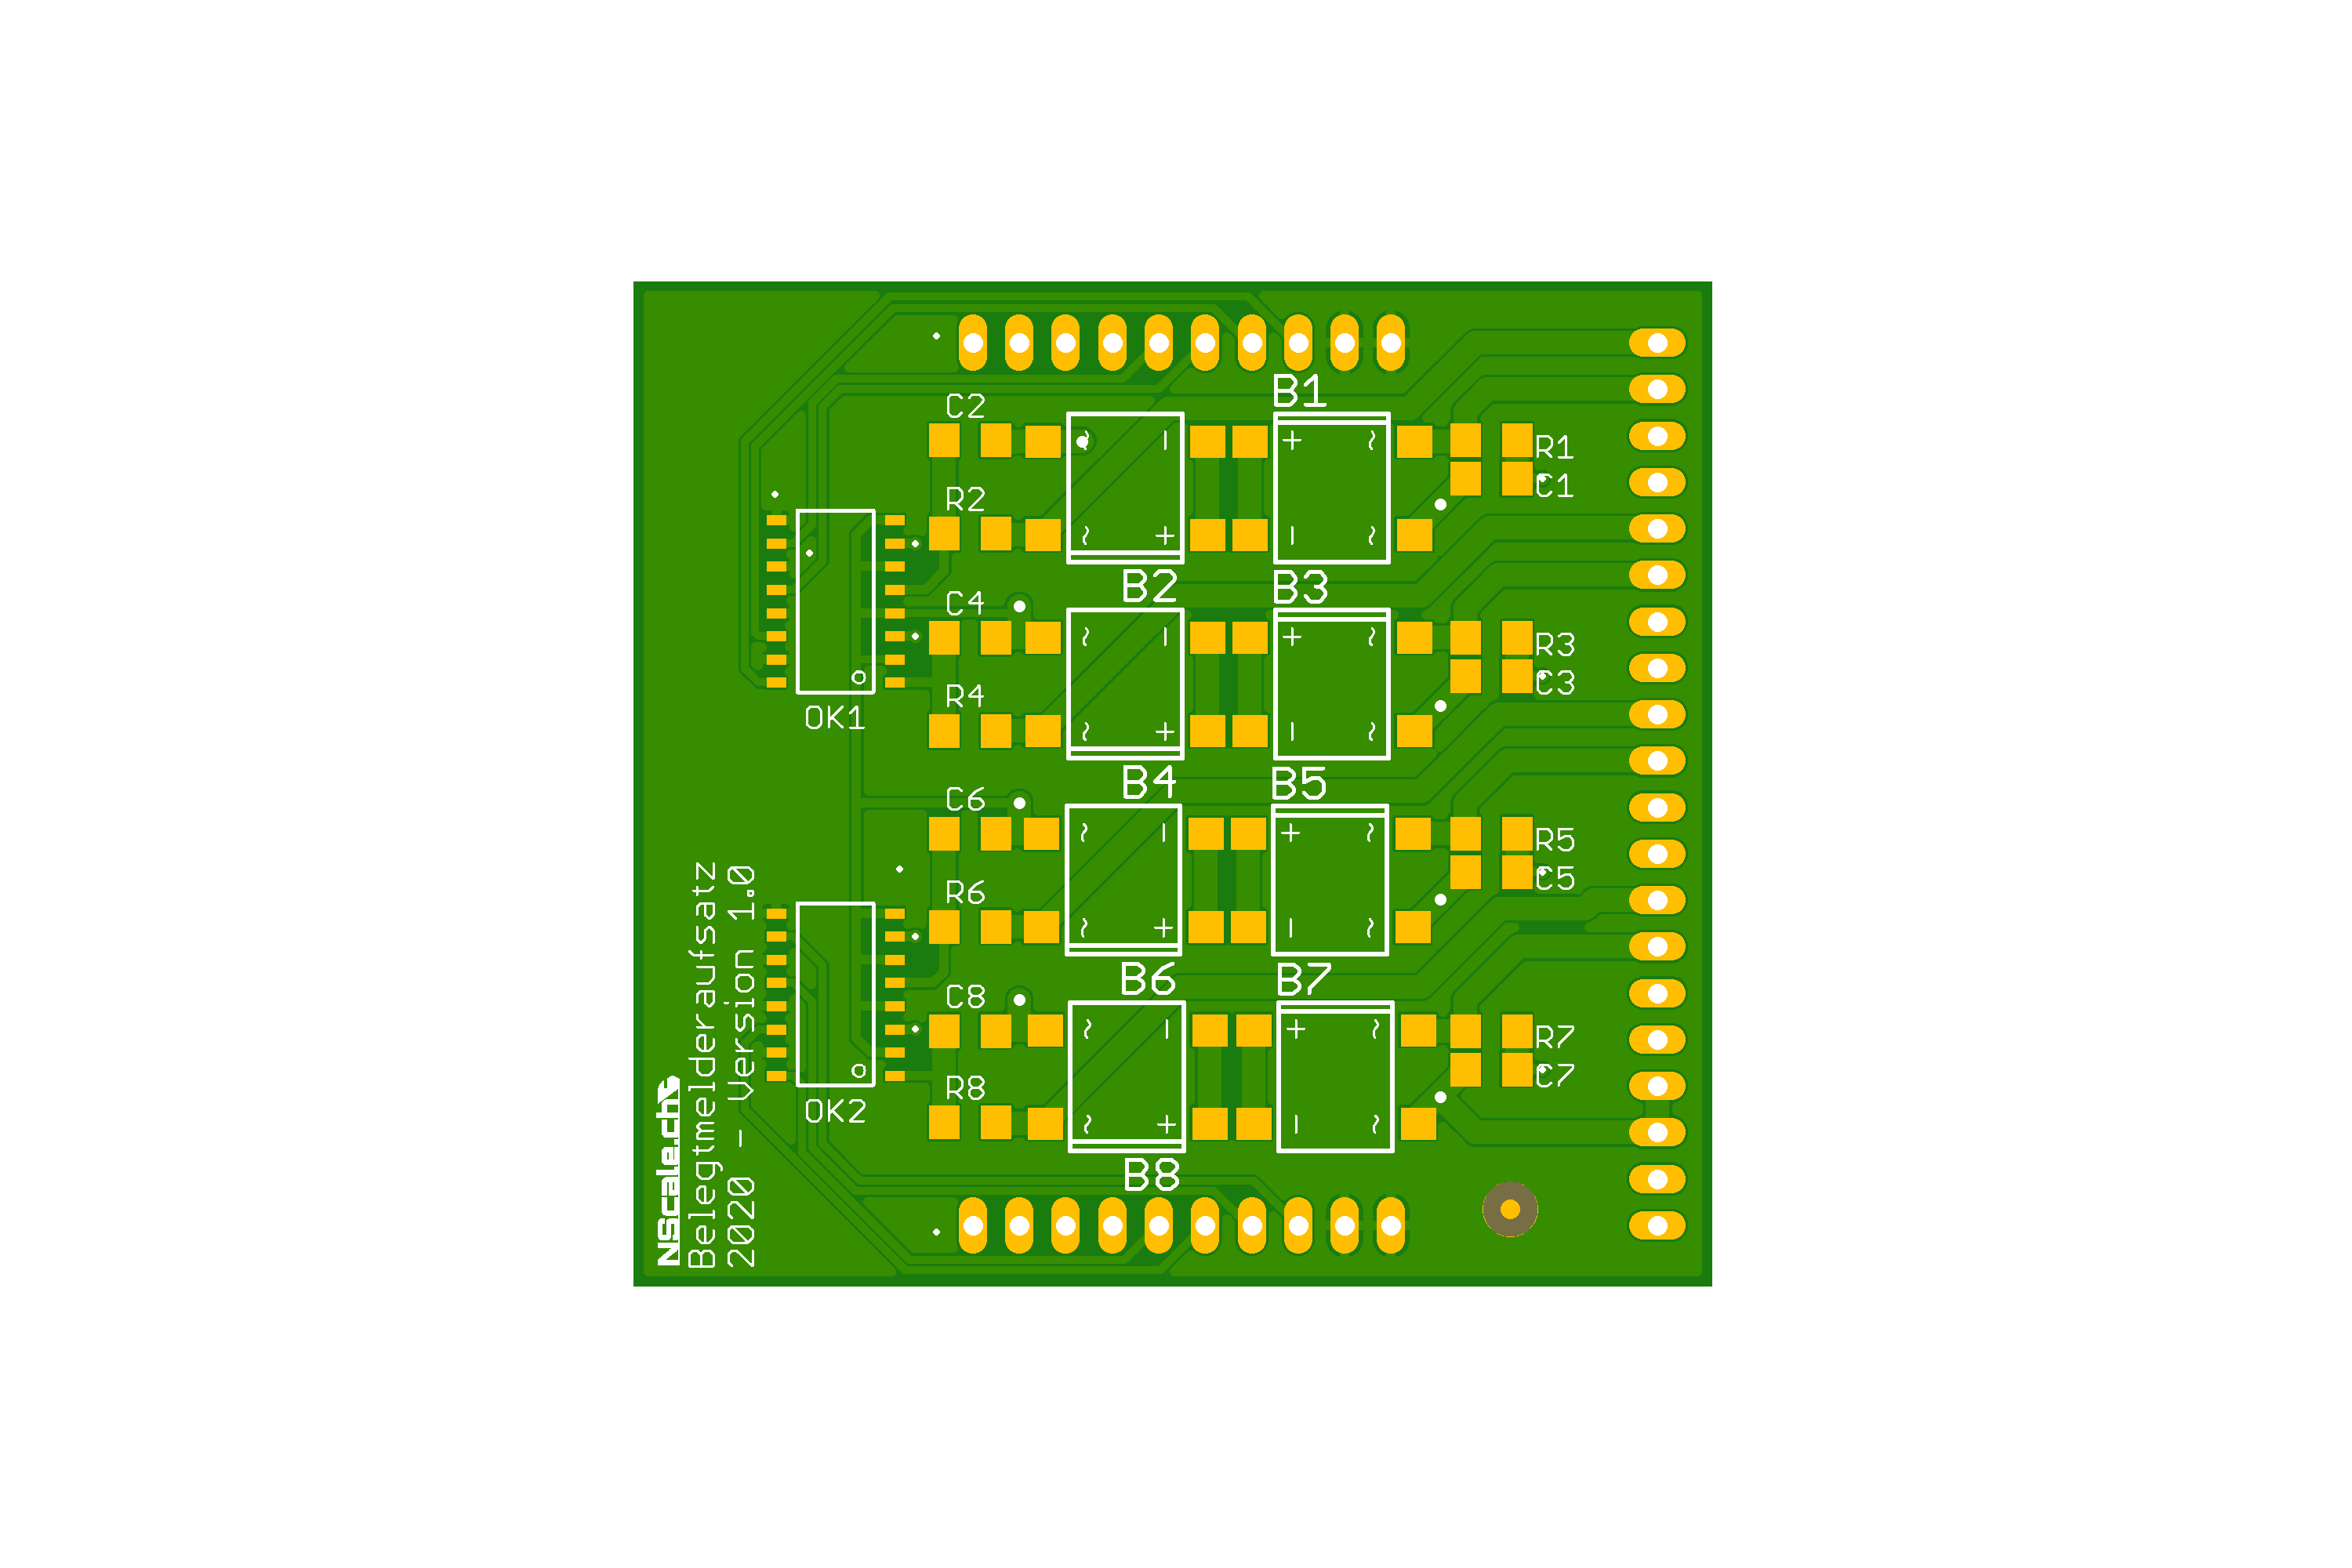 B1
C2
R1
C1
R2
B2
B3
C4
R3
C3
R4
OK1
B4
B5
C6
R5
C5
R6
B6
B7
C8
R7
C7
R8
OK2
B8
Nscale.ch
Belegtmelderaufsatz
2020 - Version 1.0